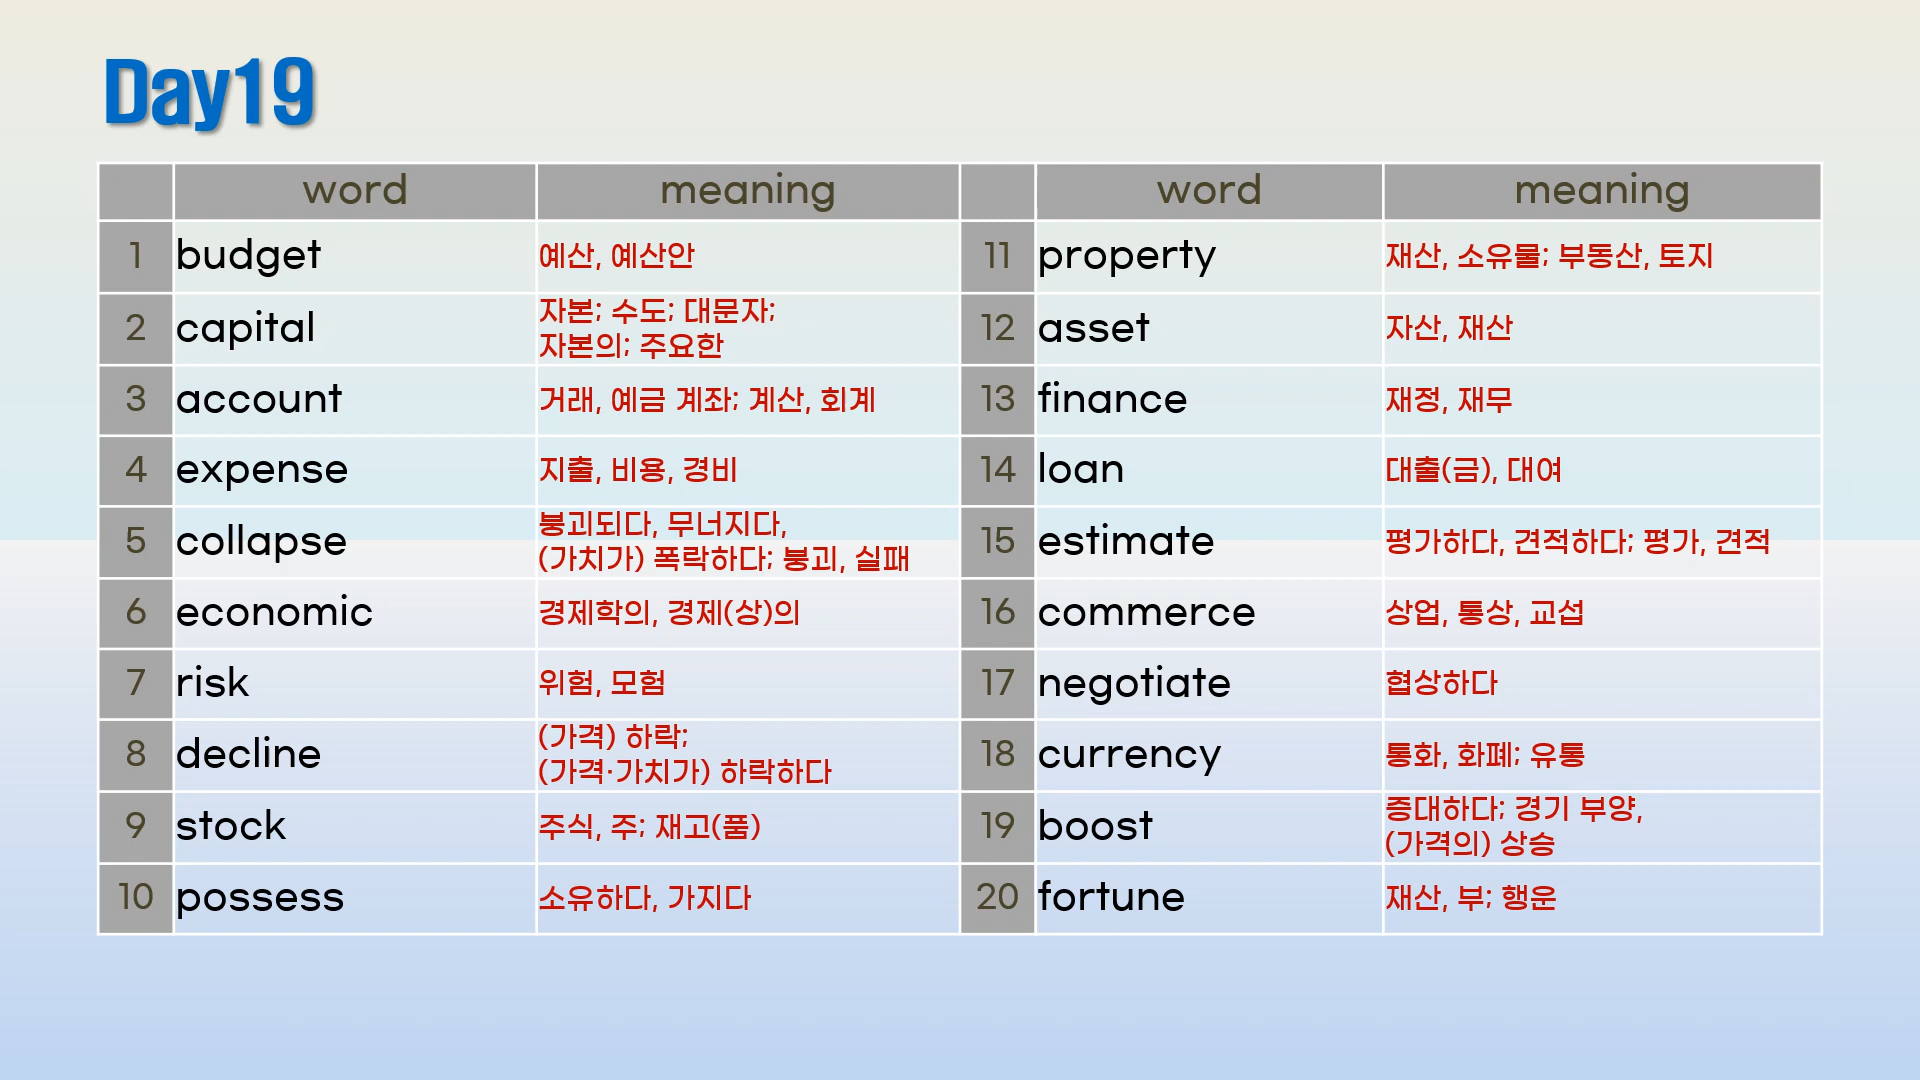 Day19
word meaning word meaning
1 budget 예산, 예산안 11 property 재산, 소유물; 부동산, 토지
2 capital 자본; 수도; 대문자;
자본의; 주요한 12 asset 자산, 재산
3 account 거래, 예금 계좌; 계산, 회계 13 finance 재정, 재무
4 expense 지출, 비용, 경비 14 loan 대출(금), 대여
5 collapse 붕괴되다, 무너지다,
(가치가) 폭락하다; 붕괴, 실패 15 estimate 평가하다, 견적하다; 평가, 견적
6 economic 경제학의, 경제(상)의 16 commerce 상업, 통상, 교섭
7 risk 위험, 모험 17 negotiate 협상하다
8 decline (가격) 하락;
(가격·가치가) 하락하다 18 currency 통화, 화폐; 유통
9 stock 주식, 주; 재고(품) 19 boost 증대하다; 경기 부양,
(가격의) 상승
10 possess 소유하다, 가지다 20 fortune 재산, 부; 행운